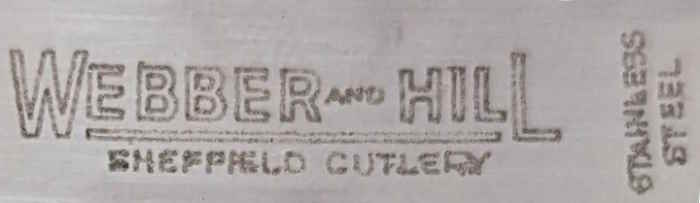 WEBBER AND HILL
SHEFFIELD CUTLERY
STAINLESS
STEEL